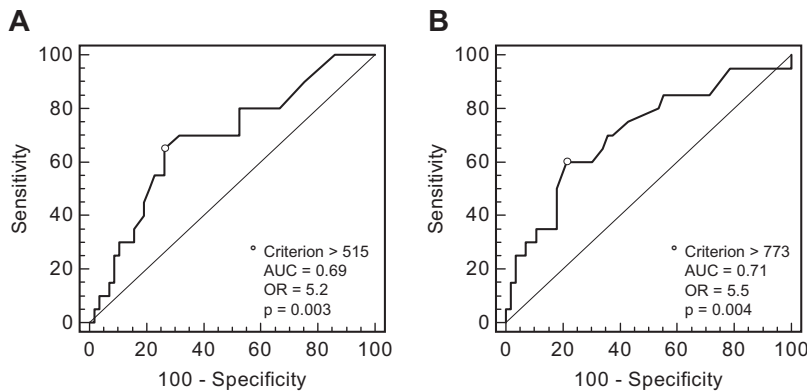 A
100
80
60
40
20
0
Sensitivity
Criterion > 515
AUC = 0.69
OR = 5.2
p = 0.003
0 20 40 60 80 100
100 - Specificity
B
100
80
60
40
20
0
Sensitivity
Criterion > 773
AUC = 0.71
OR = 5.5
p = 0.004
0 20 40 60 80 100
100 - Specificity